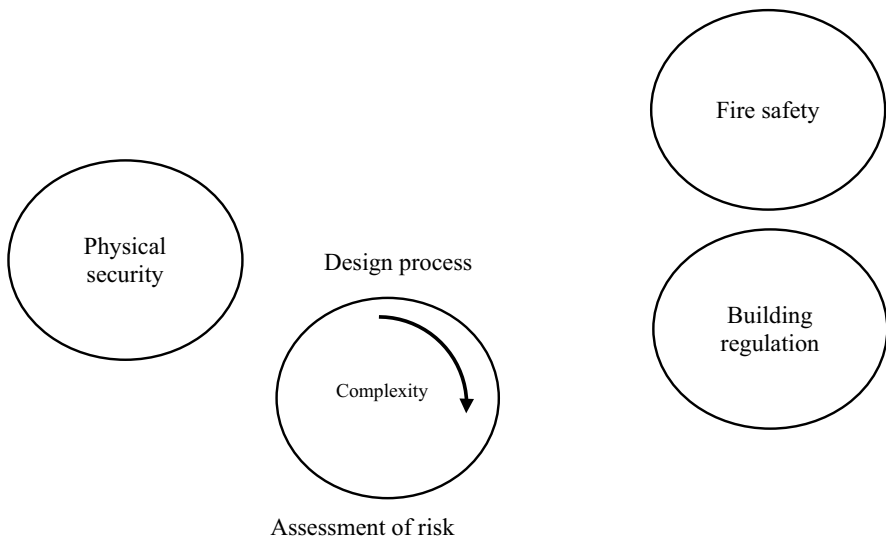 Fire safety
Physical
security
Design process
Building
regulation
Complexity
Assessment of risk